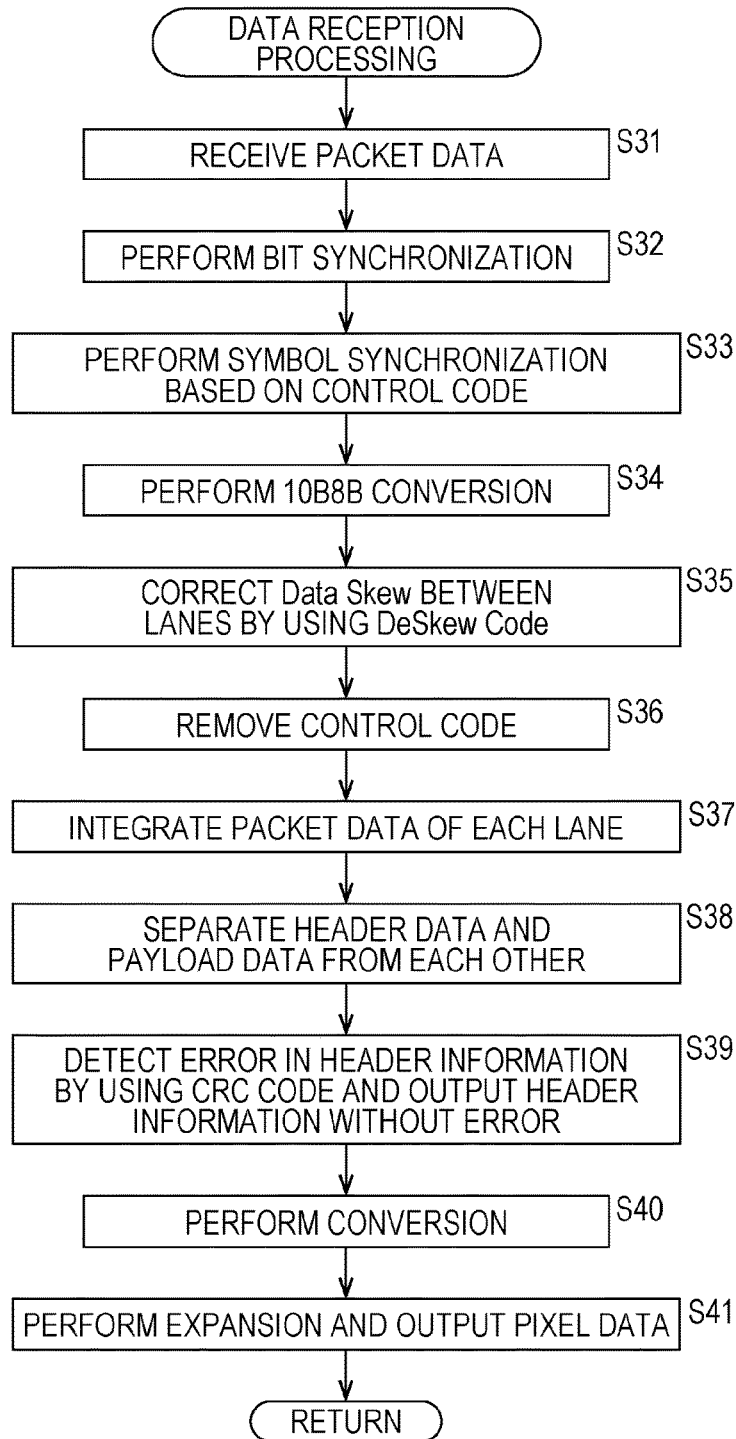 DATA RECEPTION
PROCESSING
RECEIVE PACKET DATA
S31
PERFORM BIT SYNCHRONIZATION
S32
PERFORM SYMBOL SYNCHRONIZATION
BASED ON CONTROL CODE
S33
PERFORM 10B8B CONVERSION
S34
CORRECT Data Skew BETWEEN
LANES BY USING DeSkew Code
S35
REMOVE CONTROL CODE
S36
INTEGRATE PACKET DATA OF EACH LANE
S37
SEPARATE HEADER DATA AND
PAYLOAD DATA FROM EACH OTHER
S38
DETECT ERROR IN HEADER INFORMATION
BY USING CRC CODE AND OUTPUT HEADER
INFORMATION WITHOUT ERROR
S39
PERFORM CONVERSION
S40
PERFORM EXPANSION AND OUTPUT PIXEL DATA
S41
RETURN